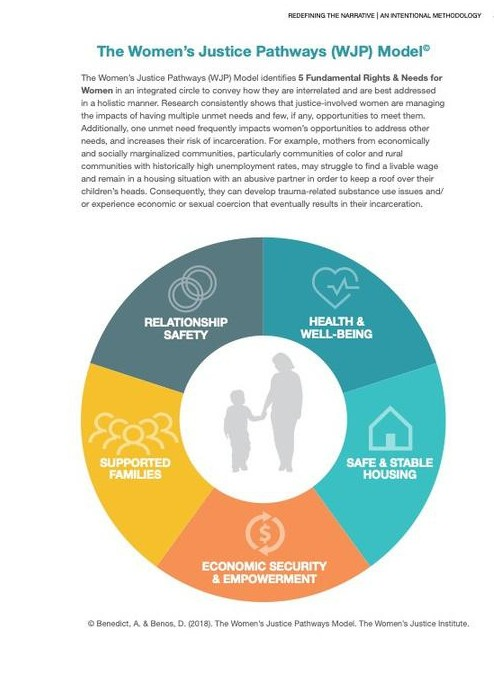 REDEFINING THE NARRATIVE | AN INTENTIONAL METHODOLOGY
The Women's Justice Pathways (WJP) Model©
The Women's Justice Pathways (WJP) Model identifies 5 Fundamental Rights & Needs for
Women in an integrated circle to convey how they are interrelated and are best addressed
in a holistic manner. Research consistently shows that justice-involved women are managing
the impacts of having multiple unmet needs and few, if any, opportunities to meet them.
Additionally, one unmet need frequently impacts women's opportunities to address other
needs, and increases their risk of incarceration. For example, mothers from economically
and socially marginalized communities, particularly communities of color and rural
communities with historically high unemployment rates, may struggle to find a livable wage
and remain in a housing situation with an abusive partner in order to keep a roof over their
children's heads. Consequently, they can develop trauma-related substance use issues and/
or experience economic or sexual coercion that eventually results in their incarceration.
RELATIONSHIP
SAFETY
HEALTH &
WELL-BEING
SUPPORTED
FAMILIES
SAFE & STABLE
HOUSING
$
ECONOMIC SECURITY
& EMPOWERMENT
© Benedict, A. & Benos, D. (2018). The Women's Justice Pathways Model. The Women's Justice Institute.